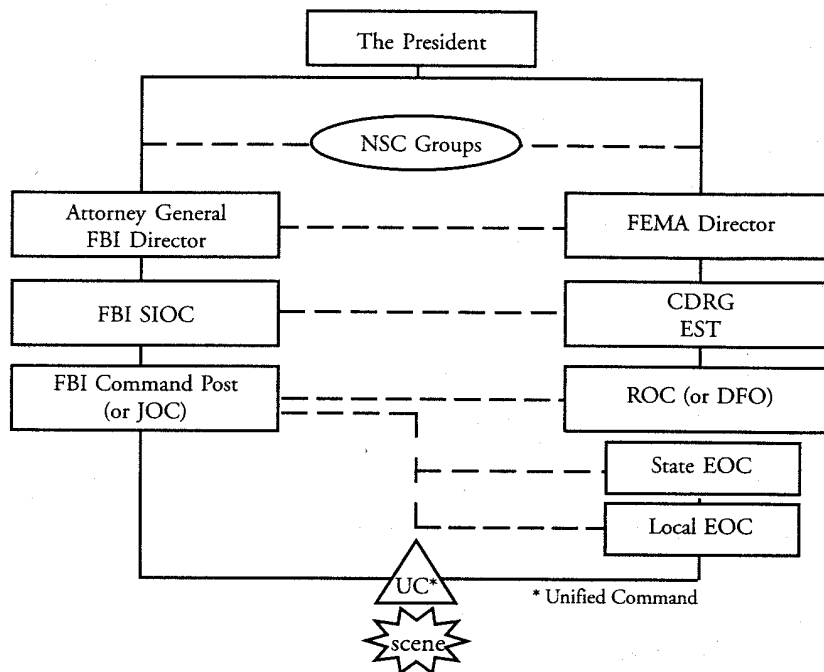 The President
NSC Groups
Attorney General
FBI Director
FEMA Director
FBI SIOC
CDRG
EST
FBI Command Post
(or JOC)
ROC (or DFO)
State EOC
Local EOC
UC*
* Unified Command
scene